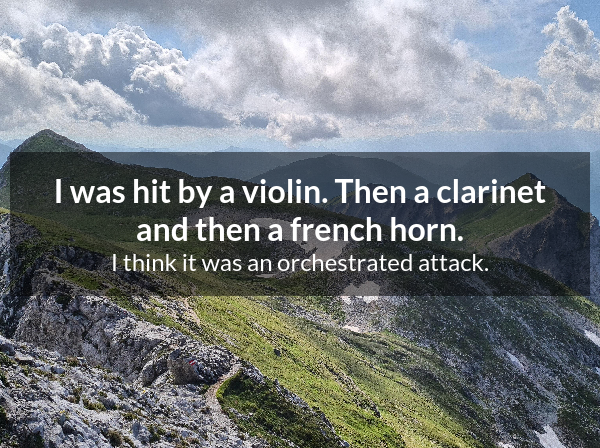 I was hit by a violin. Then a clarinet
and then a french horn.
I think it was an orchestrated attack.